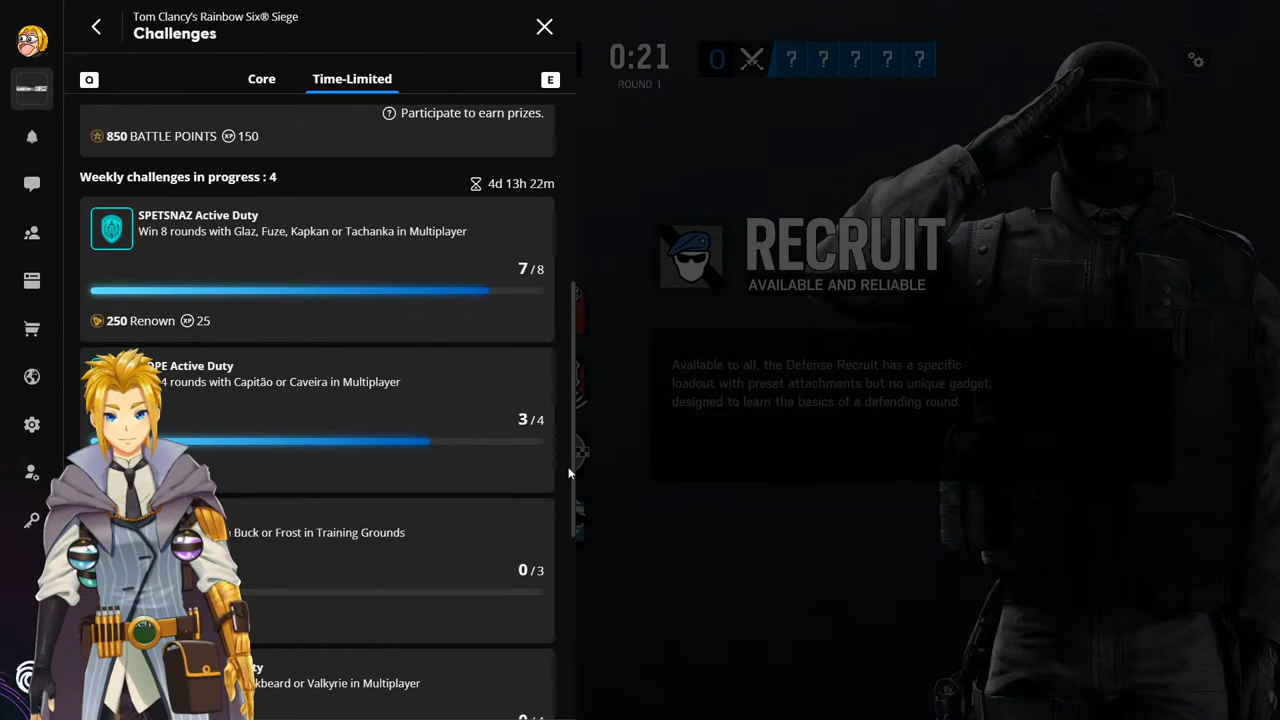 Tom Clancy's Rainbow Six® Siege
Challenges
Q
Core
Time-Limited
E
Participate to earn prizes.
850 BATTLE POINTS XP 150
Weekly challenges in progress : 4
4d 13h 22m
SPETSNAZ Active Duty
Win 8 rounds with Glaz, Fuze, Kapkan or Tachanka in Multiplayer
7/8
250 Renown XP 25
OPE Active Duty
4 rounds with Capitão or Caveira in Multiplayer
3/4
Buck or Frost in Training Grounds
0/3
ty
kbeard or Valkyrie in Multiplayer
0:21
ROUND 1
0 ? ? ? ? ?
RECRUIT
AVAILABLE AND RELIABLE
Available to all, the Defense Recruit has a specific
loadout with preset attachments but no unique gadget,
designed to learn the basics of a defending round.